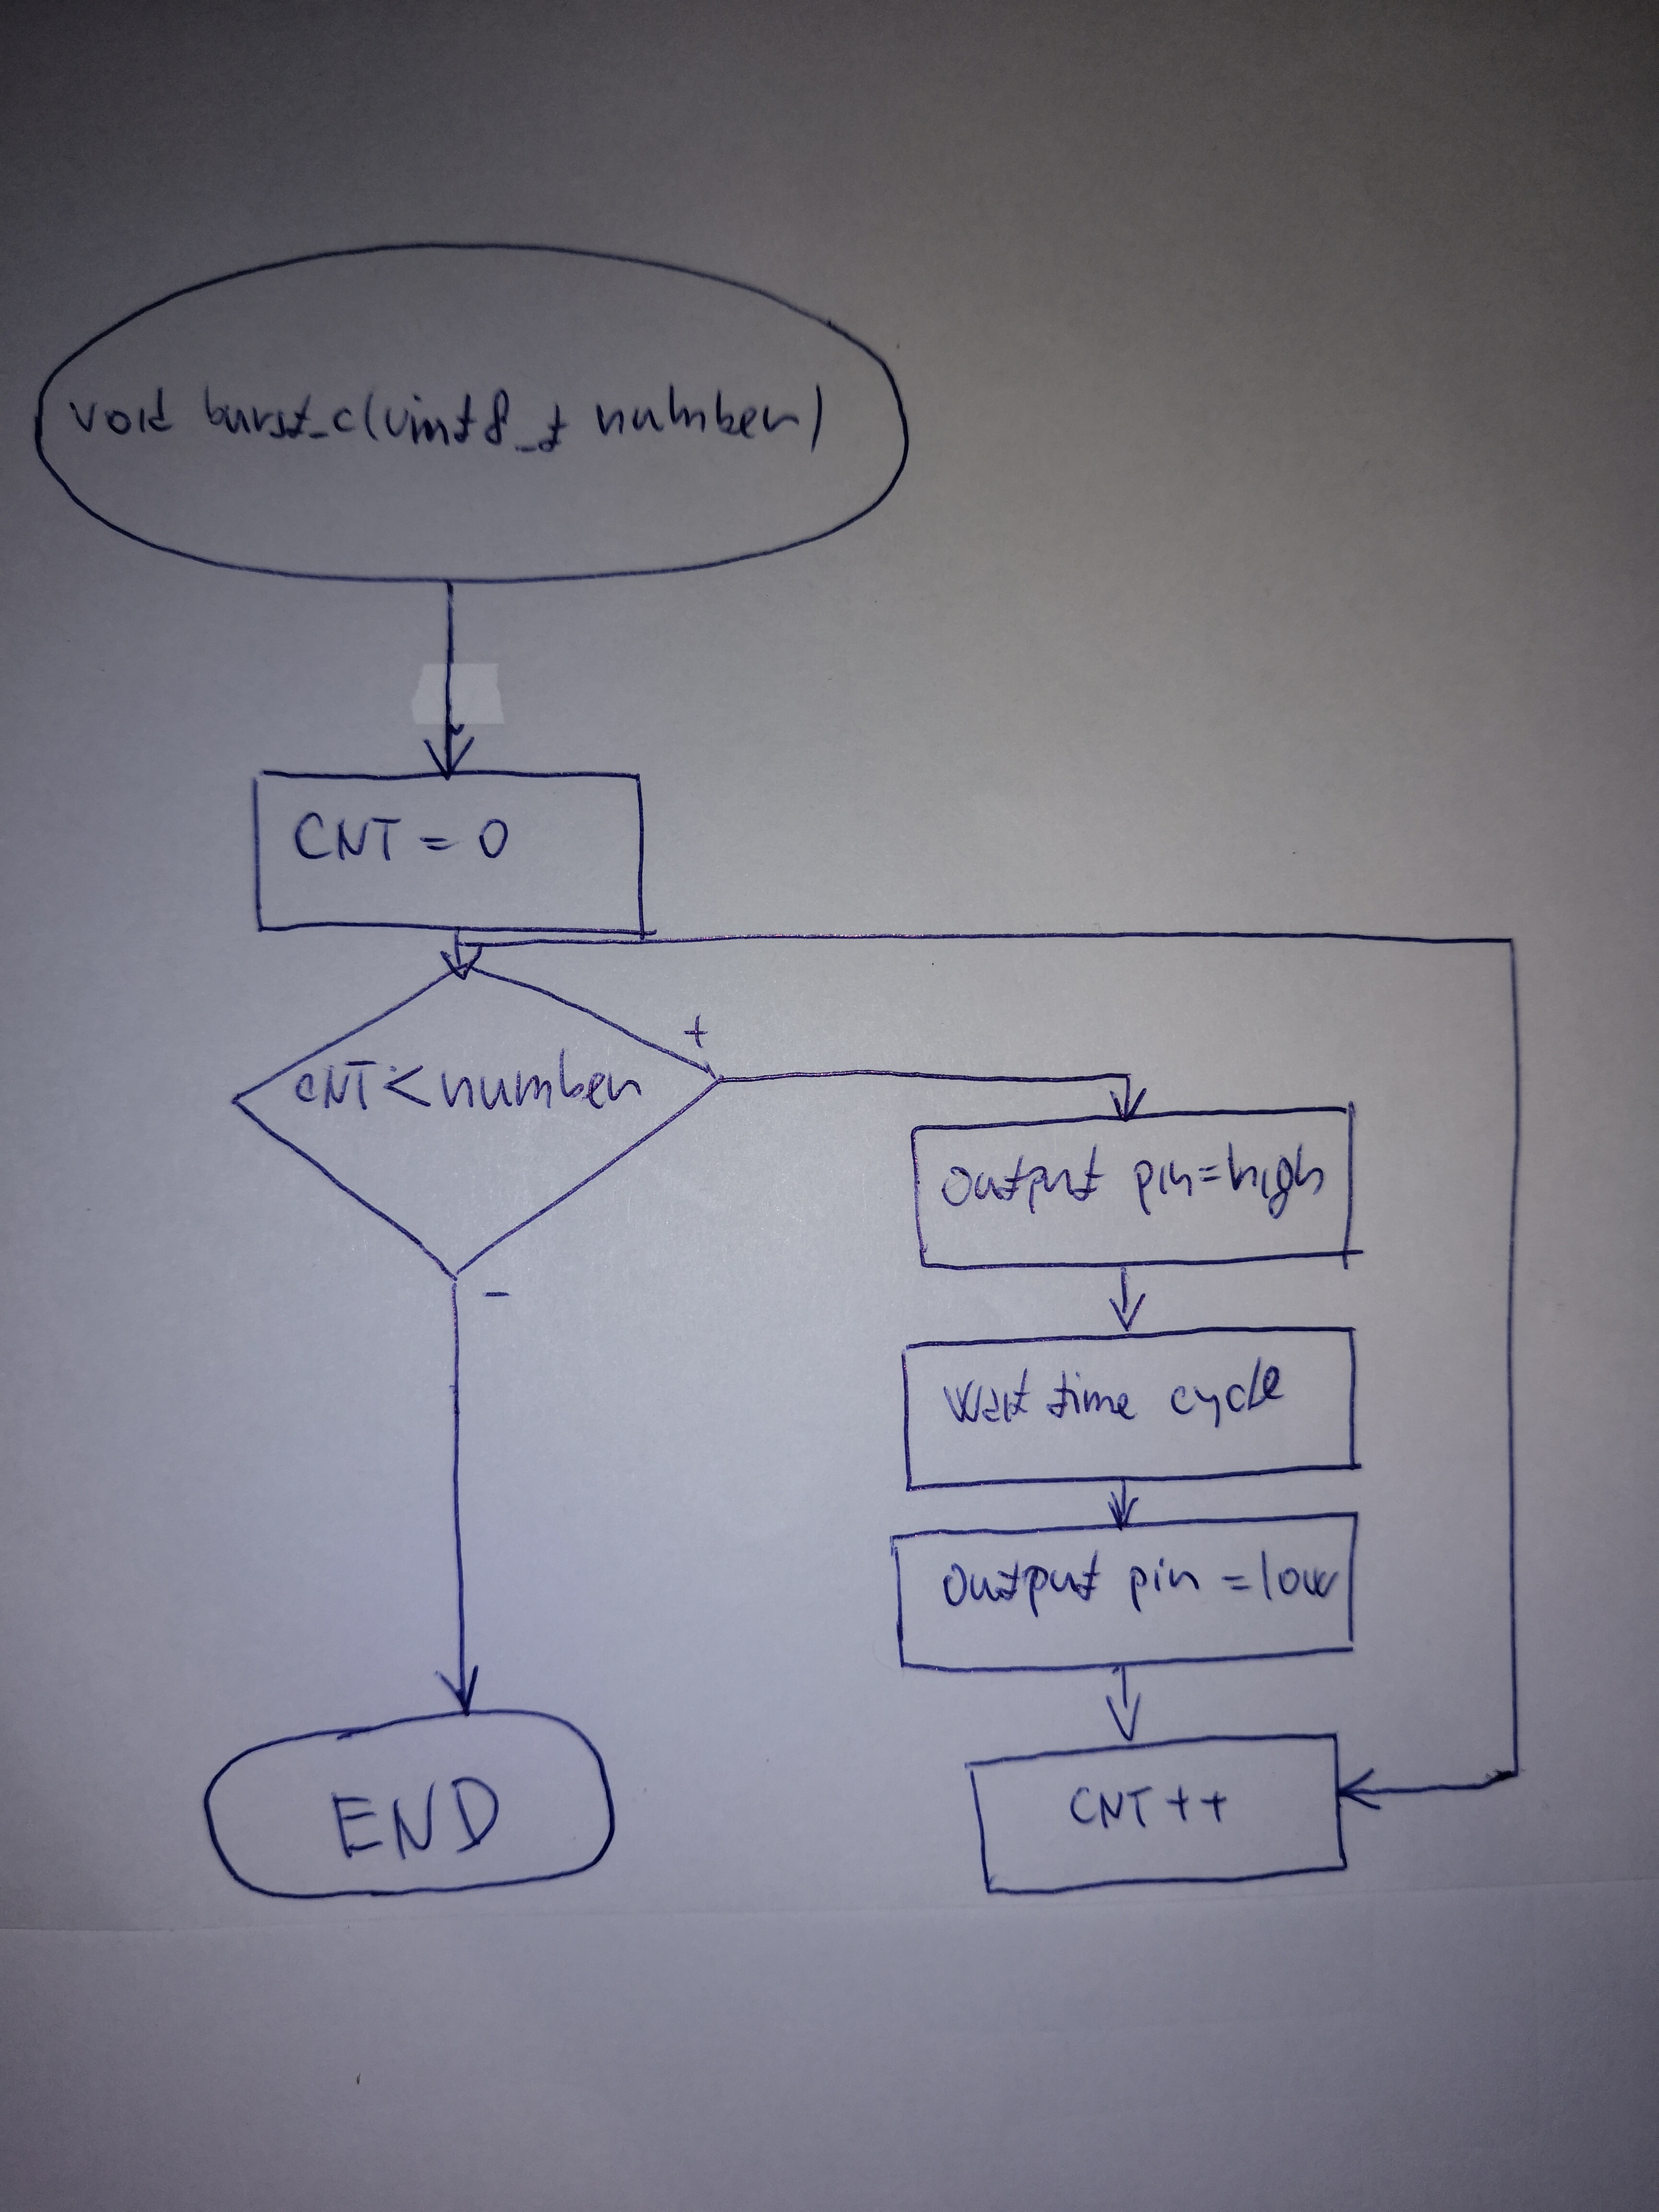 void burst_c(uint8_t number)
CNT = 0
CNT < number
+
-
Output pin=high
Wait time cycle
Output pin =low
CNT ++
END